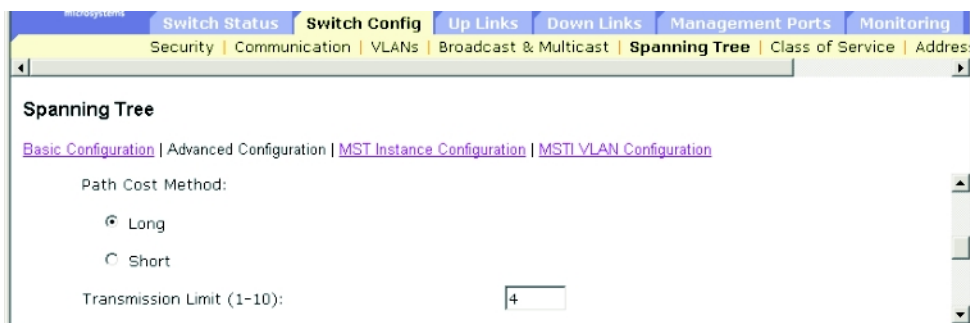 microsystems
Switch Status Switch Config Up Links Down Links Management Ports Monitoring
Security | Communication | VLANs | Broadcast & Multicast | Spanning Tree | Class of Service | Addres
Spanning Tree
Basic Configuration | Advanced Configuration | MST Instance Configuration | MSTI VLAN Configuration
Path Cost Method:
Long
Short
Transmission Limit (1-10): 4